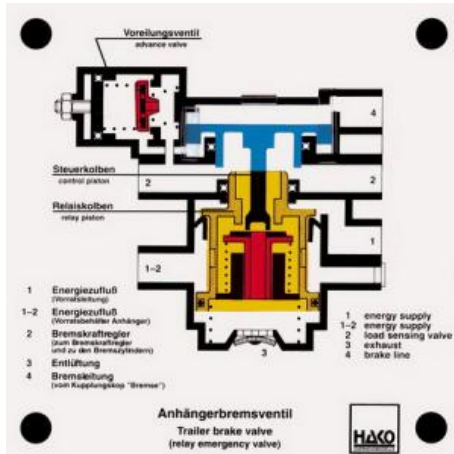 Voreilungsventil
advance valve
4
Steuerkolben
control piston
2
2
Relaiskolben
relay piston
1
1–2
1 Energiezufluß
(Vorratsleitung)
1–2 Energiezufluß
(Vorratsbehälter Anhänger)
2 Bremskraftregler
(zum Bremskraftregler
und zu den Bremszylindern)
3 Entlüftung
4 Bremsleitung
(vom Kupplungskop "Bremse")
3
1 energy supply
1–2 energy supply
2 load sensing valve
3 exhaust
4 brake line
Anhängerbremsventil
Trailer brake valve
(relay emergency valve)
HAKO